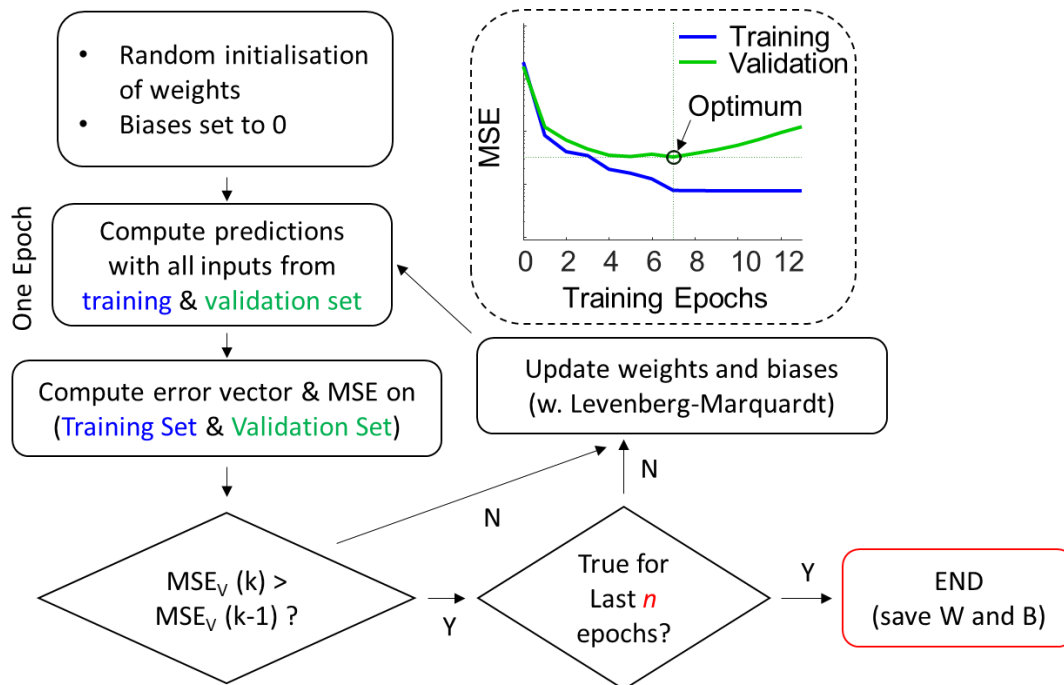 • Random initialisation
of weights
• Biases set to 0
One Epoch
Compute predictions
with all inputs from
training & validation set
Compute error vector & MSE on
(Training Set & Validation Set)
MSEV (k) >
MSEV (k-1) ?
N
Y
True for
Last n
epochs?
N
Y
Update weights and biases
(w. Levenberg-Marquardt)
END
(save W and B)
Training
Validation
Optimum
MSE
0 2 4 6 8 10 12
Training Epochs